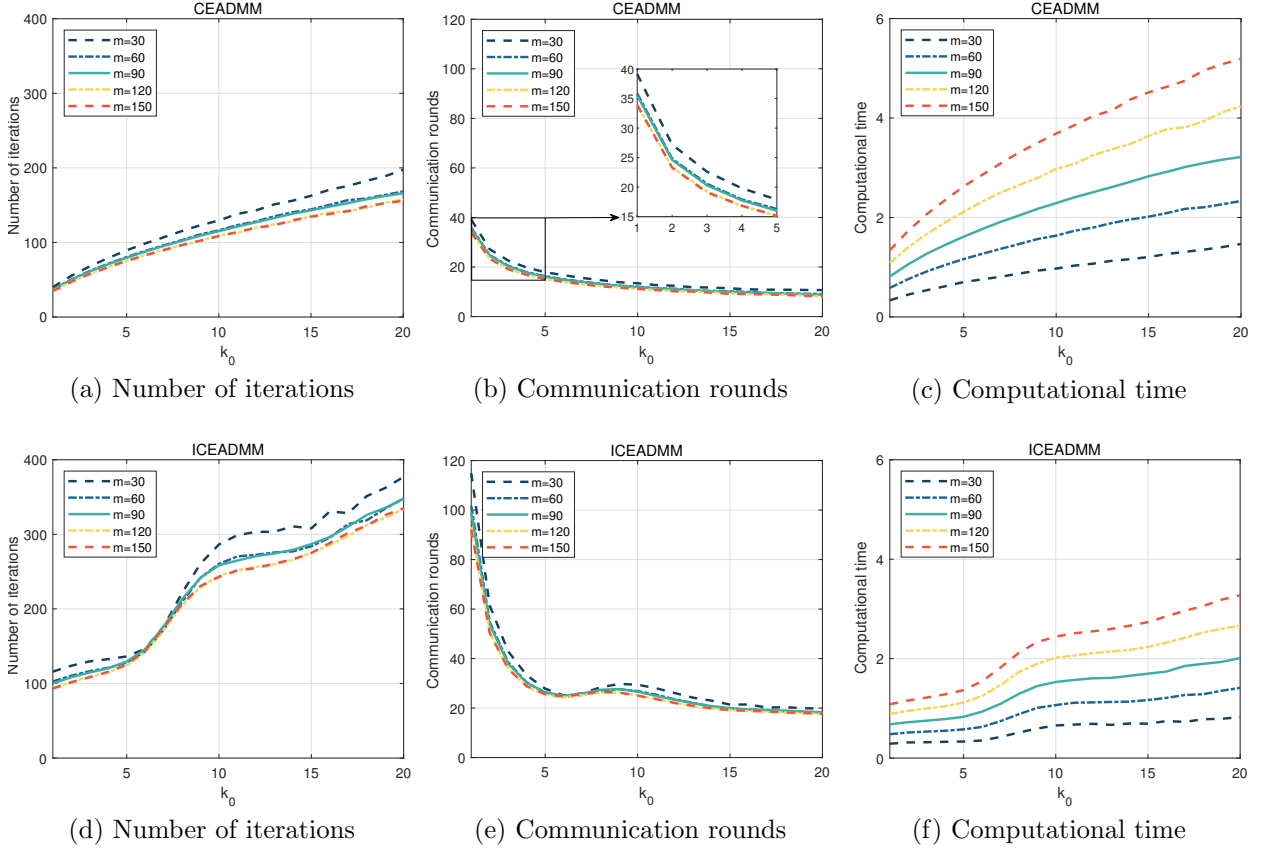 CEADMM
400
300
200
100
0
5
10
15
20
Number of iterations
k0
m=30
m=60
m=90
m=120
m=150
(a) Number of iterations
CEADMM
120
100
80
60
40
20
0
5
10
15
20
Communication rounds
k0
m=30
m=60
m=90
m=120
m=150
40
35
30
25
20
15
1
2
3
4
5
(b) Communication rounds
CEADMM
6
4
2
0
5
10
15
20
Computational time
k0
m=30
m=60
m=90
m=120
m=150
(c) Computational time
ICEADMM
400
300
200
100
0
5
10
15
20
Number of iterations
k0
m=30
m=60
m=90
m=120
m=150
(d) Number of iterations
ICEADMM
120
100
80
60
40
20
0
5
10
15
20
Communication rounds
k0
m=30
m=60
m=90
m=120
m=150
(e) Communication rounds
ICEADMM
6
4
2
0
5
10
15
20
Computational time
k0
m=30
m=60
m=90
m=120
m=150
(f) Computational time